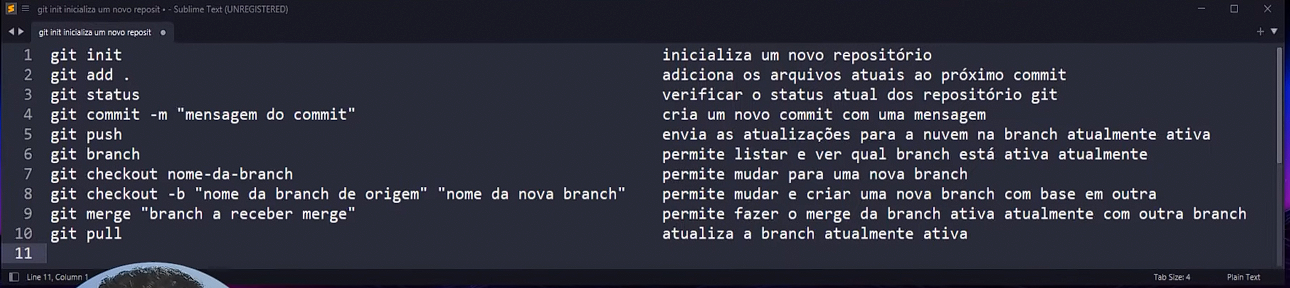 git init inicializa um novo reposit • - Sublime Text (UNREGISTERED)
git init inicializa um novo reposit
1 git init inicializa um novo repositório
2 git add . adiciona os arquivos atuais ao próximo commit
3 git status verificar o status atual dos repositório git
4 git commit -m "mensagem do commit" cria um novo commit com uma mensagem
5 git push envia as atualizações para a nuvem na branch atualmente ativa
6 git branch permite listar e ver qual branch está ativa atualmente
7 git checkout nome-da-branch permite mudar para uma nova branch
8 git checkout -b "nome da branch de origem" "nome da nova branch" permite mudar e criar uma nova branch com base em outra
9 git merge "branch a receber merge" permite fazer o merge da branch ativa atualmente com outra branch
10 git pull atualiza a branch atualmente ativa
11
Line 11, Column 1 Tab Size: 4 Plain Text